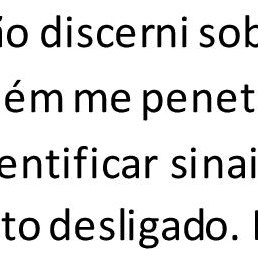 ão discerni sob
ém me penet
entificar sinai
to desligado.